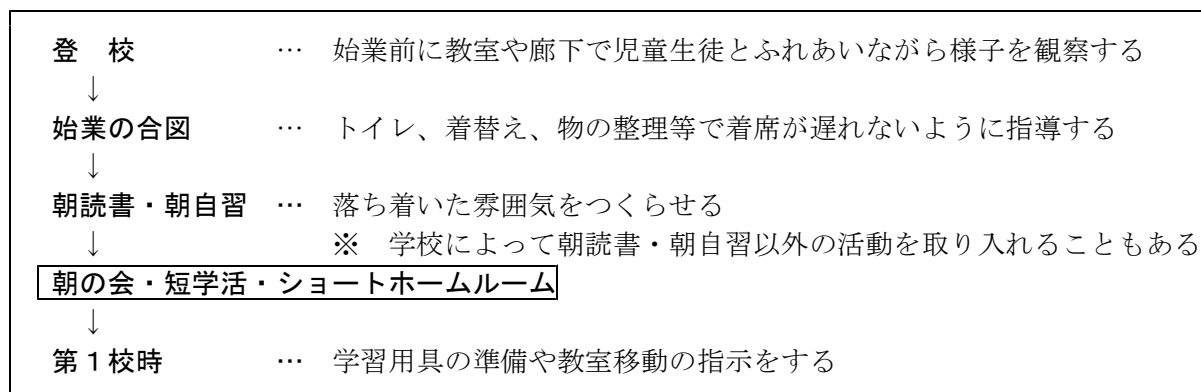 登　校　　　　…　始業前に教室や廊下で児童生徒とふれあいながら様子を観察する
↓
始業の合図　　…　トイレ、着替え、物の整理等で着席が遅れないように指導する
↓
朝読書・朝自習　…　落ち着いた雰囲気をつくらせる
↓　　※　学校によって朝読書・朝自習以外の活動を取り入れることもある
朝の会・短学活・ショートホームルーム
↓
第１校時　　　…　学習用具の準備や教室移動の指示をする